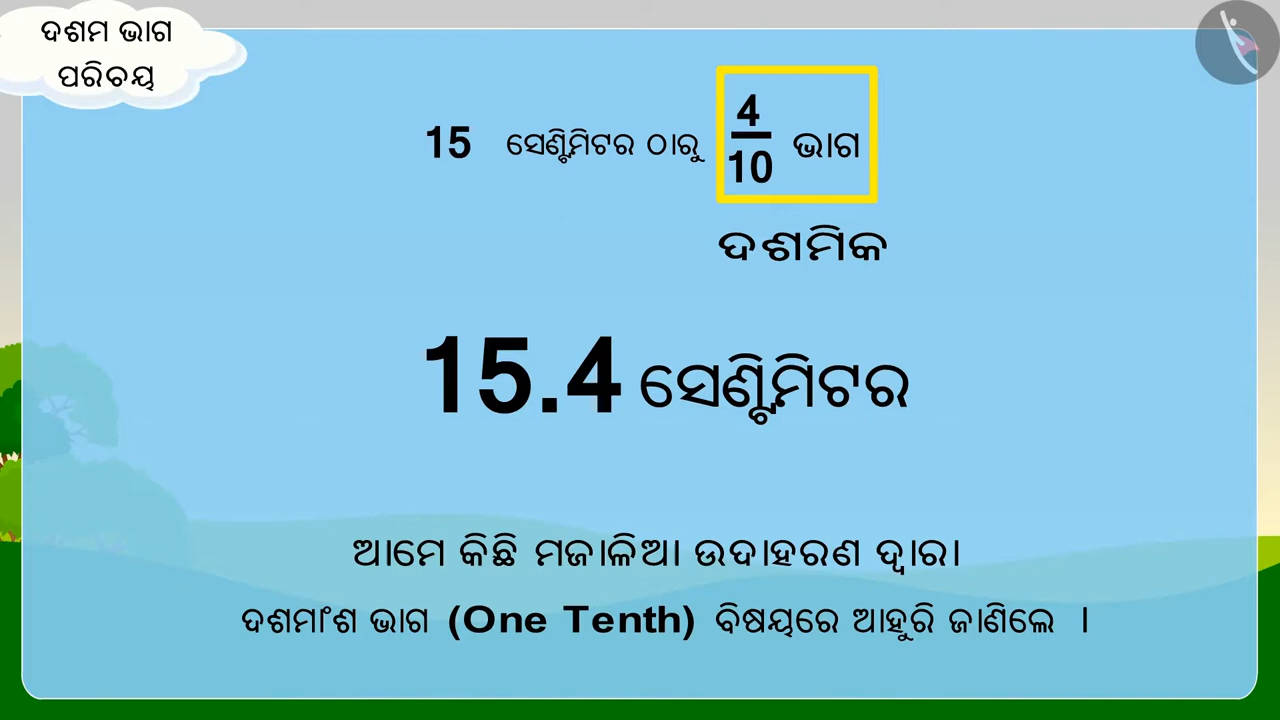 ଦଶମ ଭାଗ
ପରିଚୟ
15 ସେଣ୍ଟିମିଟର ଠାରୁ 4/10 ଭାଗ
ଦଶମିକ
15.4 ସେଣ୍ଟିମିଟର
ଆମେ କିଛି ମଜାଳିଆ ଉଦାହରଣ ଦ୍ୱାରା
ଦଶମାଂଶ ଭାଗ (One Tenth) ବିଷୟରେ ଆହୁରି ଜାଣିଲେ ।